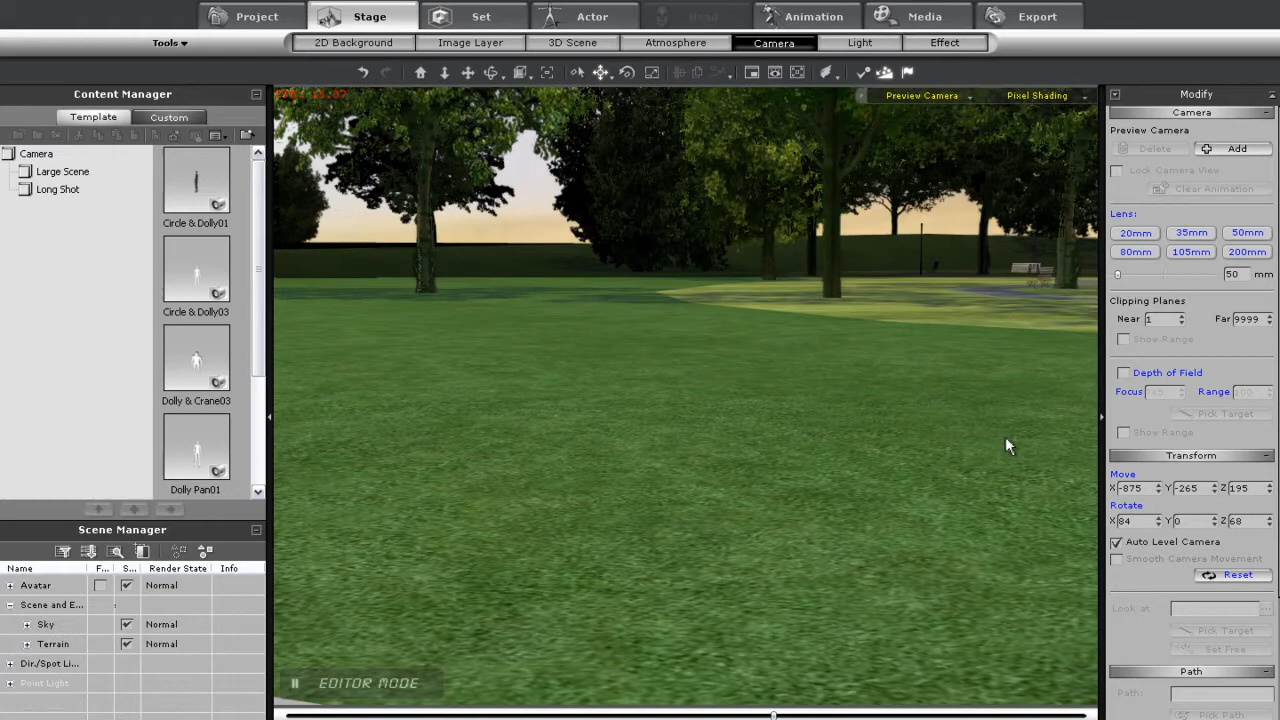 Project Stage Set Actor Head Animation Media Export
Tools 2D Background Image Layer 3D Scene Atmosphere Camera Light Effect
Content Manager
Template Custom
Camera
Large Scene
Long Shot
Circle & Dolly01
Circle & Dolly03
Dolly & Crane03
Dolly Pan01
Scene Manager
Name F... S... Render State Info
Avatar Normal
Scene and E...
Sky Normal
Terrain Normal
Dir./Spot Li...
Point Light
Preview Camera Pixel Shading
EDITOR MODE
Modify
Camera
Preview Camera
Delete Add
Lock Camera View
Clear Animation
Lens:
20mm 35mm 50mm
80mm 105mm 200mm
50 mm
Clipping Planes
Near 1 Far 9999
Show Range
Depth of Field
Focus Range 100
Pick Target
Show Range
Transform
Move
X -875 Y -265 Z 195
Rotate
X 84 Y 0 Z 68
Auto Level Camera
Smooth Camera Movement
Reset
Look at ...
Pick Target
Set Free
Path
Path:
Pick Path